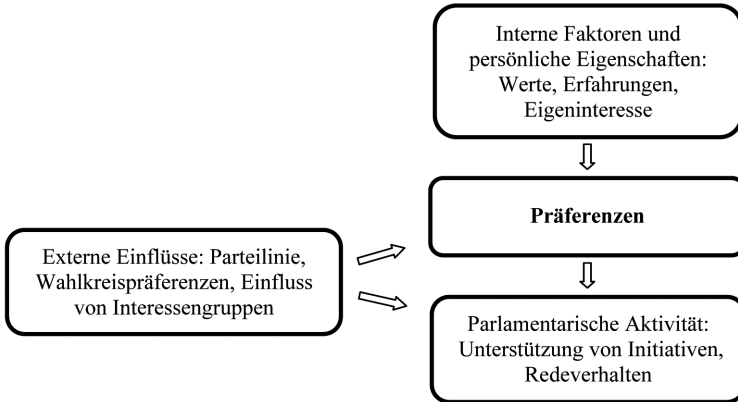 Interne Faktoren und
persönliche Eigenschaften:
Werte, Erfahrungen,
Eigeninteresse
Präferenzen
Externe Einflüsse: Parteilinie,
Wahlkreispräferenzen, Einfluss
von Interessengruppen
Parlamentarische Aktivität:
Unterstützung von Initiativen,
Redeverhalten